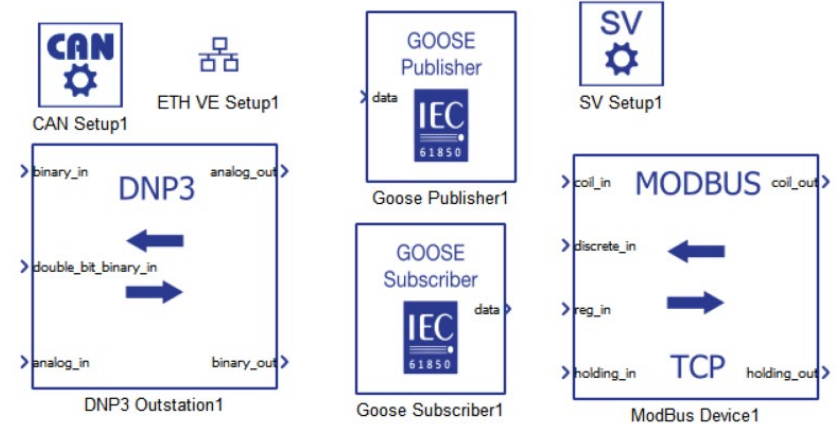 CAN
CAN Setup1
ETH VE Setup1
GOOSE
Publisher
data
IEC
61850
Goose Publisher1
SV
SV Setup1
binary_in
analog_out
DNP3
double_bit_binary_in
analog_in
binary_out
DNP3 Outstation1
GOOSE
Subscriber
data
IEC
61850
Goose Subscriber1
coil_in
MODBUS
coil_out
discrete_in
reg_in
holding_in
TCP
holding_out
ModBus Device1